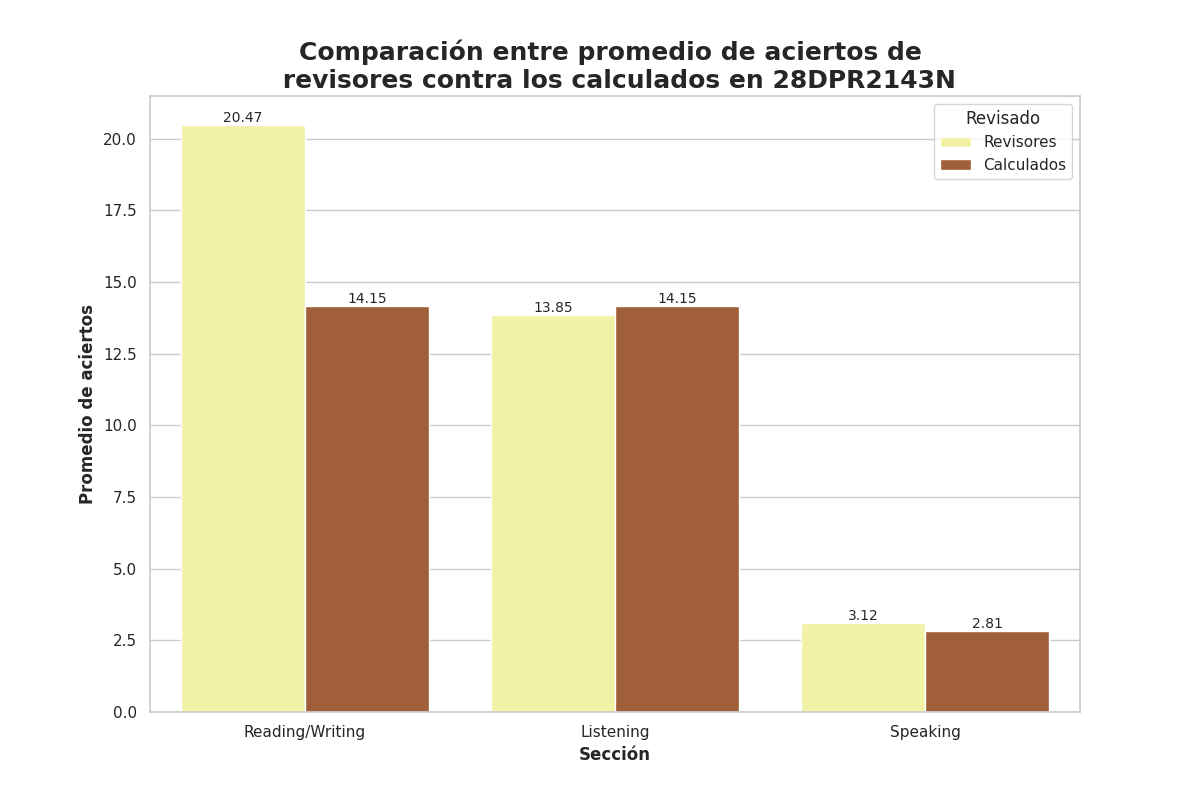 Comparación entre promedio de aciertos de
revisores contra los calculados en 28DPR2143N
Revisado
Revisores
Calculados
Promedio de aciertos
20.0
17.5
15.0
12.5
10.0
7.5
5.0
2.5
0.0
20.47
14.15
13.85
14.15
3.12
2.81
Reading/Writing
Listening
Speaking
Sección